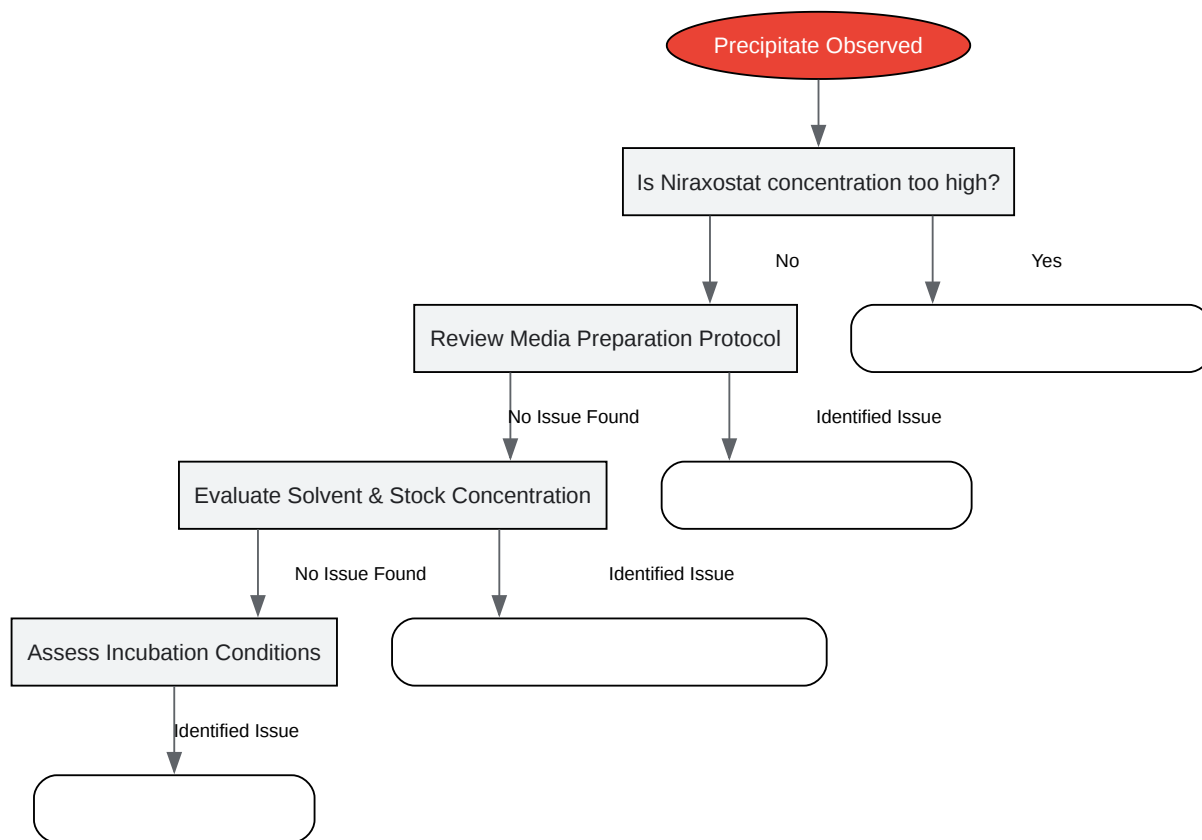 Precipitate Observed
Is Niraxostat concentration too high?
No
Yes
Review Media Preparation Protocol
No Issue Found
Identified Issue
Evaluate Solvent & Stock Concentration
No Issue Found
Identified Issue
Assess Incubation Conditions
Identified Issue